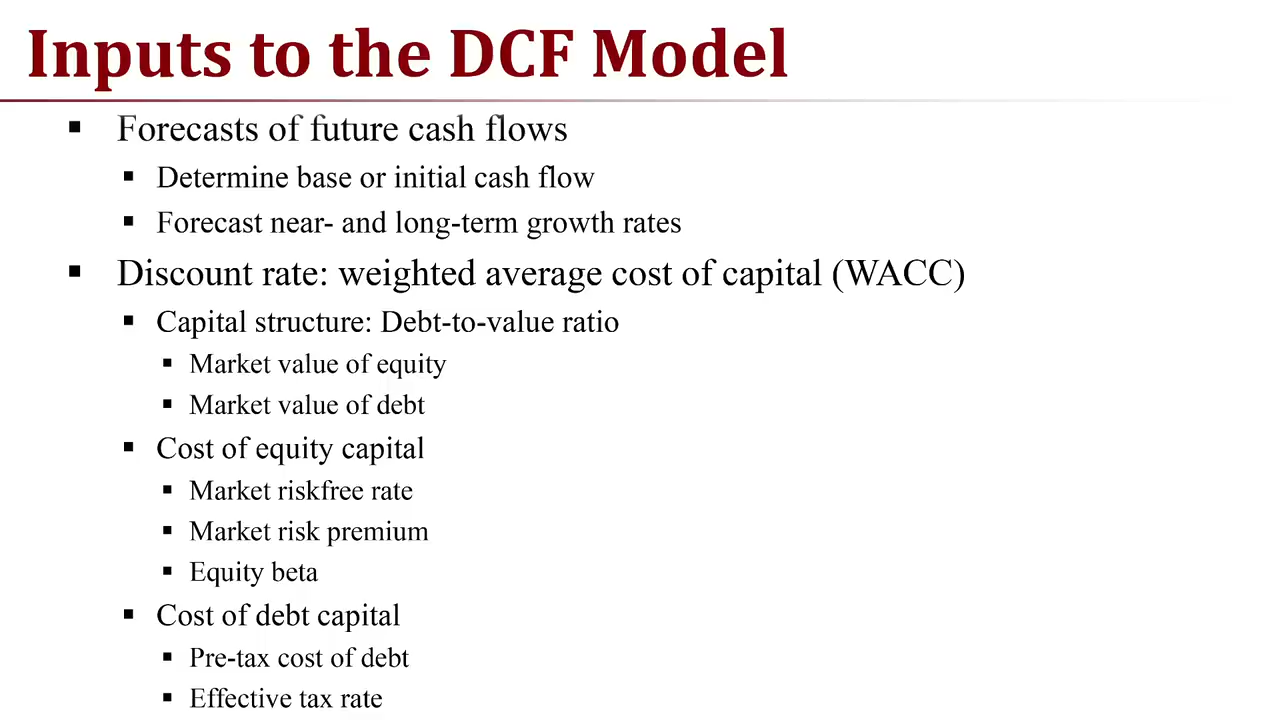 Inputs to the DCF Model
▪ Forecasts of future cash flows
▪ Determine base or initial cash flow
▪ Forecast near- and long-term growth rates
▪ Discount rate: weighted average cost of capital (WACC)
▪ Capital structure: Debt-to-value ratio
▪ Market value of equity
▪ Market value of debt
▪ Cost of equity capital
▪ Market riskfree rate
▪ Market risk premium
▪ Equity beta
▪ Cost of debt capital
▪ Pre-tax cost of debt
▪ Effective tax rate